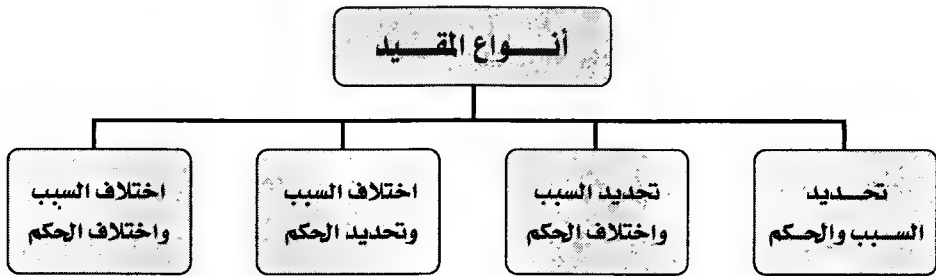 أنواع المقيد
تحديد
السبب والحكم
تحديد السبب
واختلاف الحكم
اختلاف السبب
وتحديد الحكم
اختلاف السبب
واختلاف الحكم